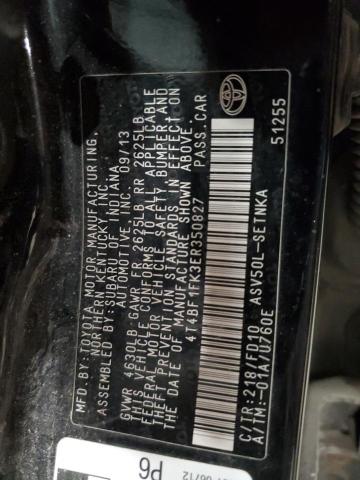 MFD.BY: TOYOTA MOTOR MANUFACTURING,
NORTHERN KENTUCKY, INC.
ASSEMBLED BY: SUBARU OF INDIANA
AUTOMOTIVE, INC. 09/13
GVWR 4630LB GAWR FR 2625LB RR 2625LB
THIS VEHICLE CONFORMS TO ALL APPLICABLE
FEDERAL MOTOR VEHICLE SAFETY, BUMPER, AND
THEFT PREVENTION STANDARDS IN EFFECT ON
THE DATE OF MANUFACTURE SHOWN ABOVE.
4T4BF1FK3ER350827 PASS. CAR
C/TR: 218/FD10 ASV50L-SETNKA
A/TM: -01A/U760E 51255
P6